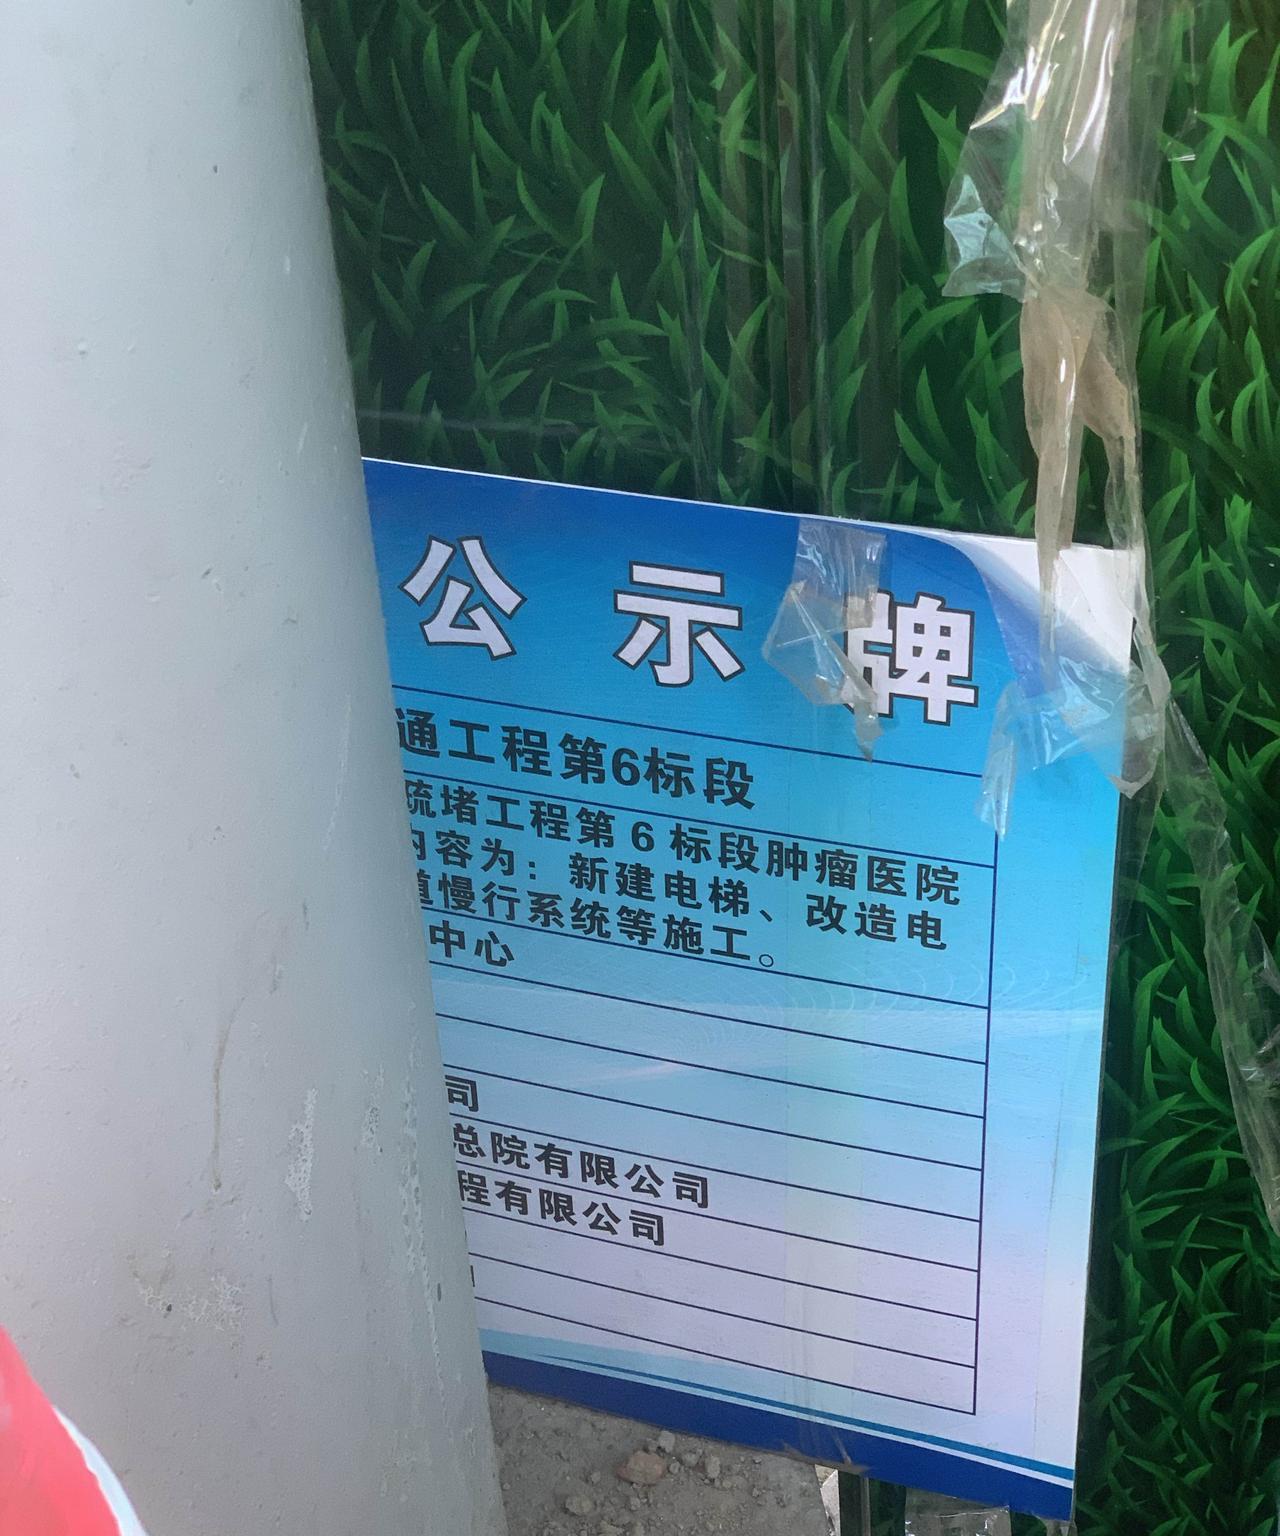 公示牌
通工程第6标段
疏堵工程第6标段肿瘤医院
内容为：新建电梯、改造电
道慢行系统等施工。
中心
司
总院有限公司
程有限公司